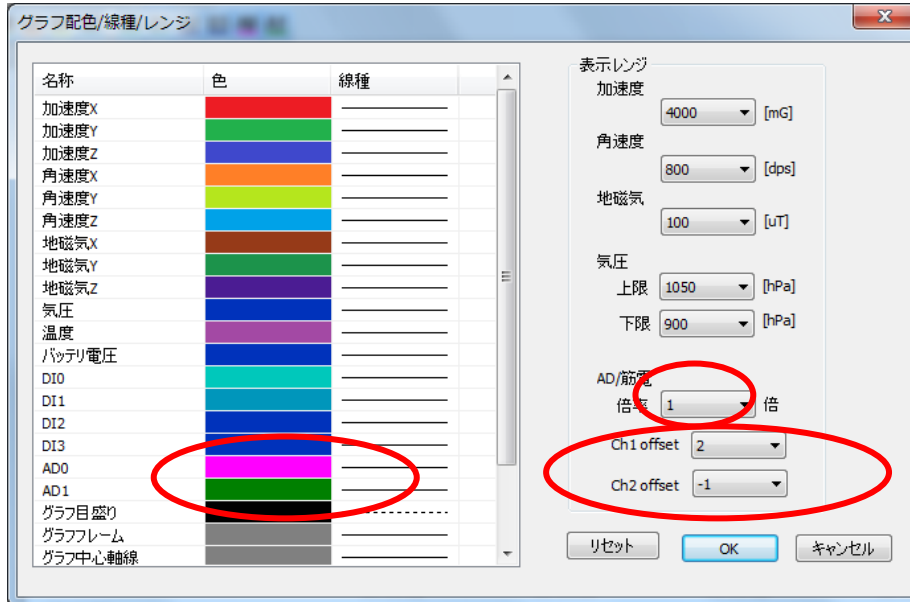 グラフ配色/線種/レンジ
名称 色 線種
加速度X
加速度Y
加速度Z
角速度X
角速度Y
角速度Z
地磁気X
地磁気Y
地磁気Z
気圧
温度
バッテリ電圧
DI0
DI1
DI2
DI3
AD0
AD1
グラフ目盛り
グラフフレーム
グラフ中心軸線
表示レンジ
加速度
4000 [mG]
角速度
800 [dps]
地磁気
100 [uT]
気圧
上限 1050 [hPa]
下限 900 [hPa]
AD/筋電
倍率 1 倍
Ch1 offset 2
Ch2 offset -1
リセット OK キャンセル